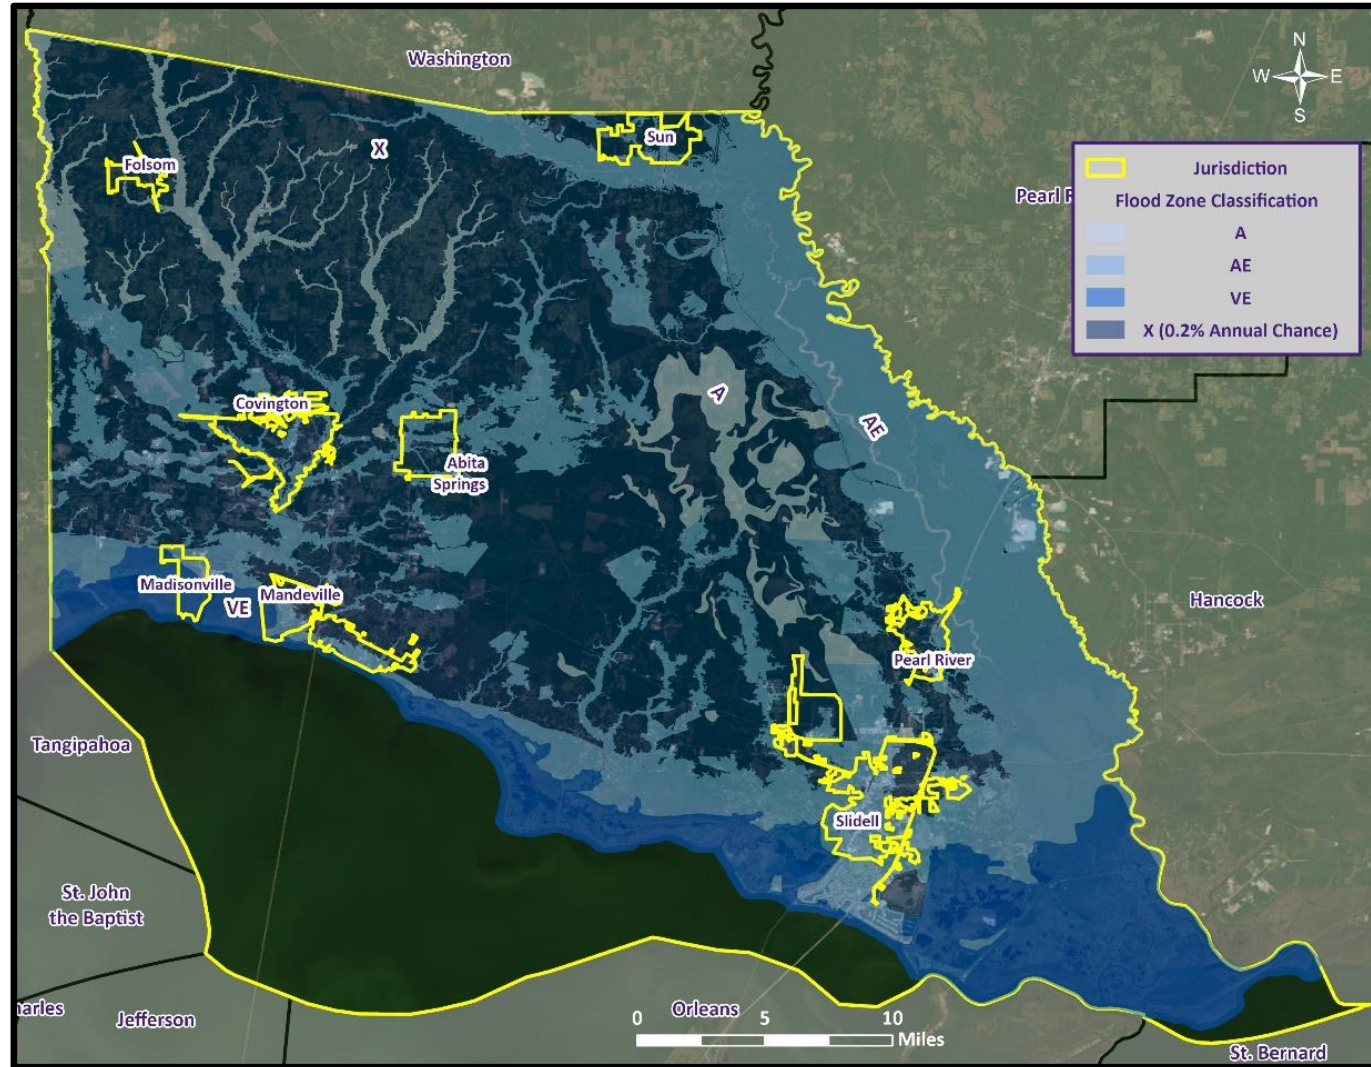 Washington
N
W
E
S
Sun
X
Folsom
Jurisdiction
Flood Zone Classification
A
AE
VE
X (0.2% Annual Chance)
Pearl R
A
AE
Covington
Abita
Springs
Madisonville
VE
Mandeville
Hancock
Pearl River
Tangipahoa
Slidell
St. John
the Baptist
harles
Jefferson
Orleans
0 5 10
Miles
St. Bernard